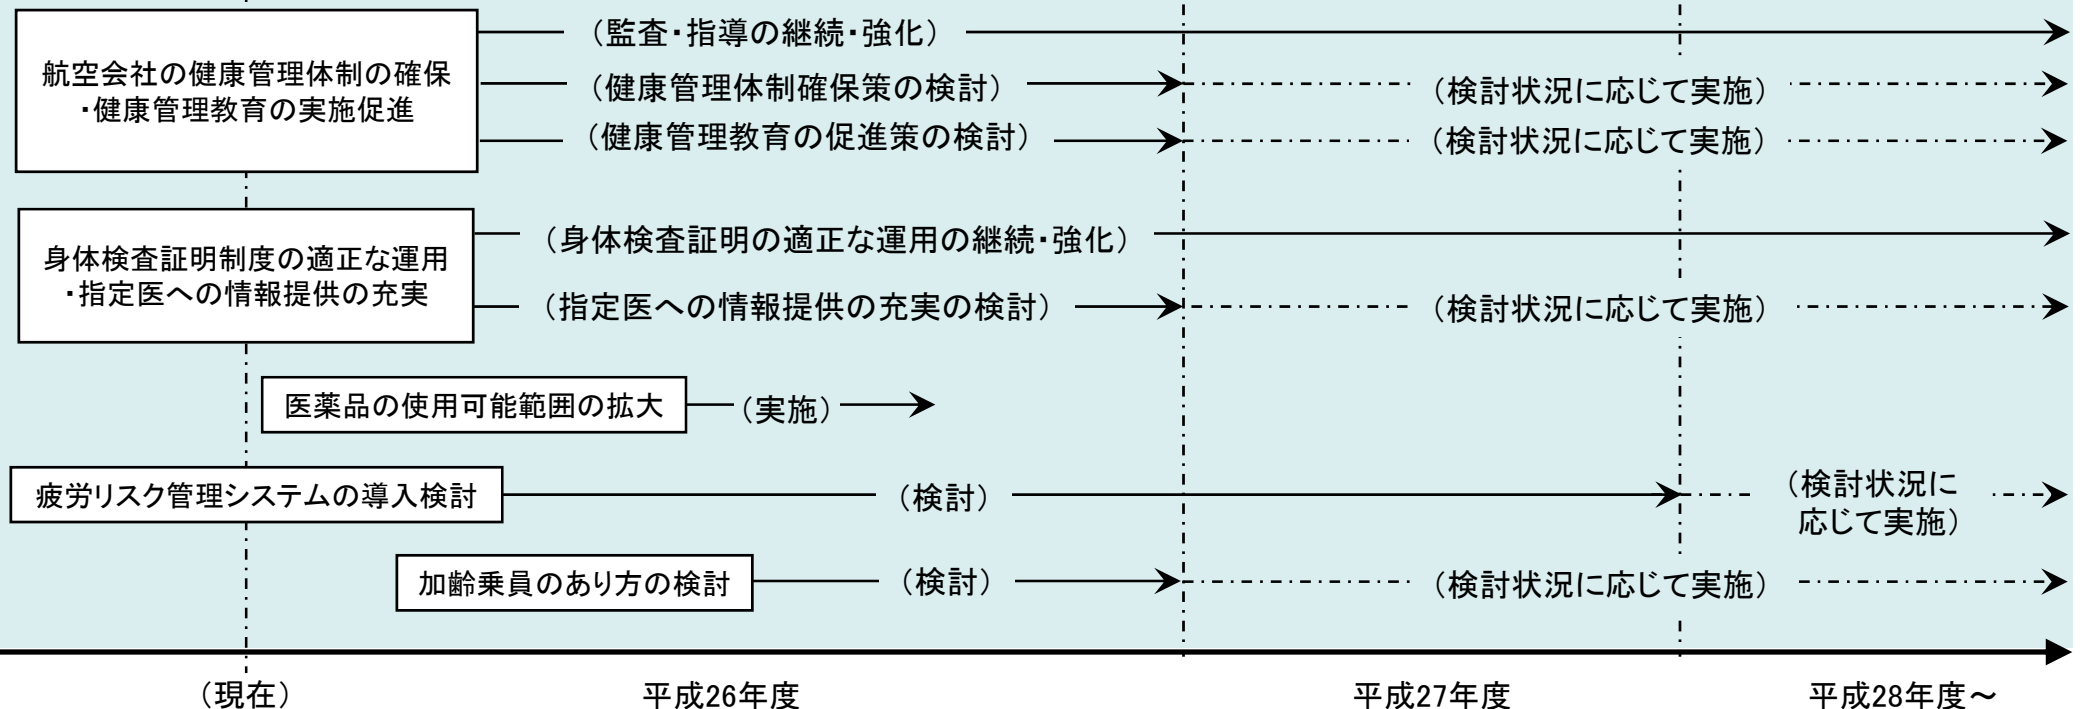 航空会社の健康管理体制の確保
・健康管理教育の実施促進
（監査・指導の継続・強化）
（健康管理体制確保策の検討）
（検討状況に応じて実施）
（健康管理教育の促進策の検討）
（検討状況に応じて実施）
身体検査証明制度の適正な運用
・指定医への情報提供の充実
（身体検査証明の適正な運用の継続・強化）
（指定医への情報提供の充実の検討）
（検討状況に応じて実施）
医薬品の使用可能範囲の拡大
（実施）
疲労リスク管理システムの導入検討
（検討）
（検討状況に
応じて実施）
加齢乗員のあり方の検討
（検討）
（検討状況に応じて実施）
（現在）
平成26年度
平成27年度
平成28年度～